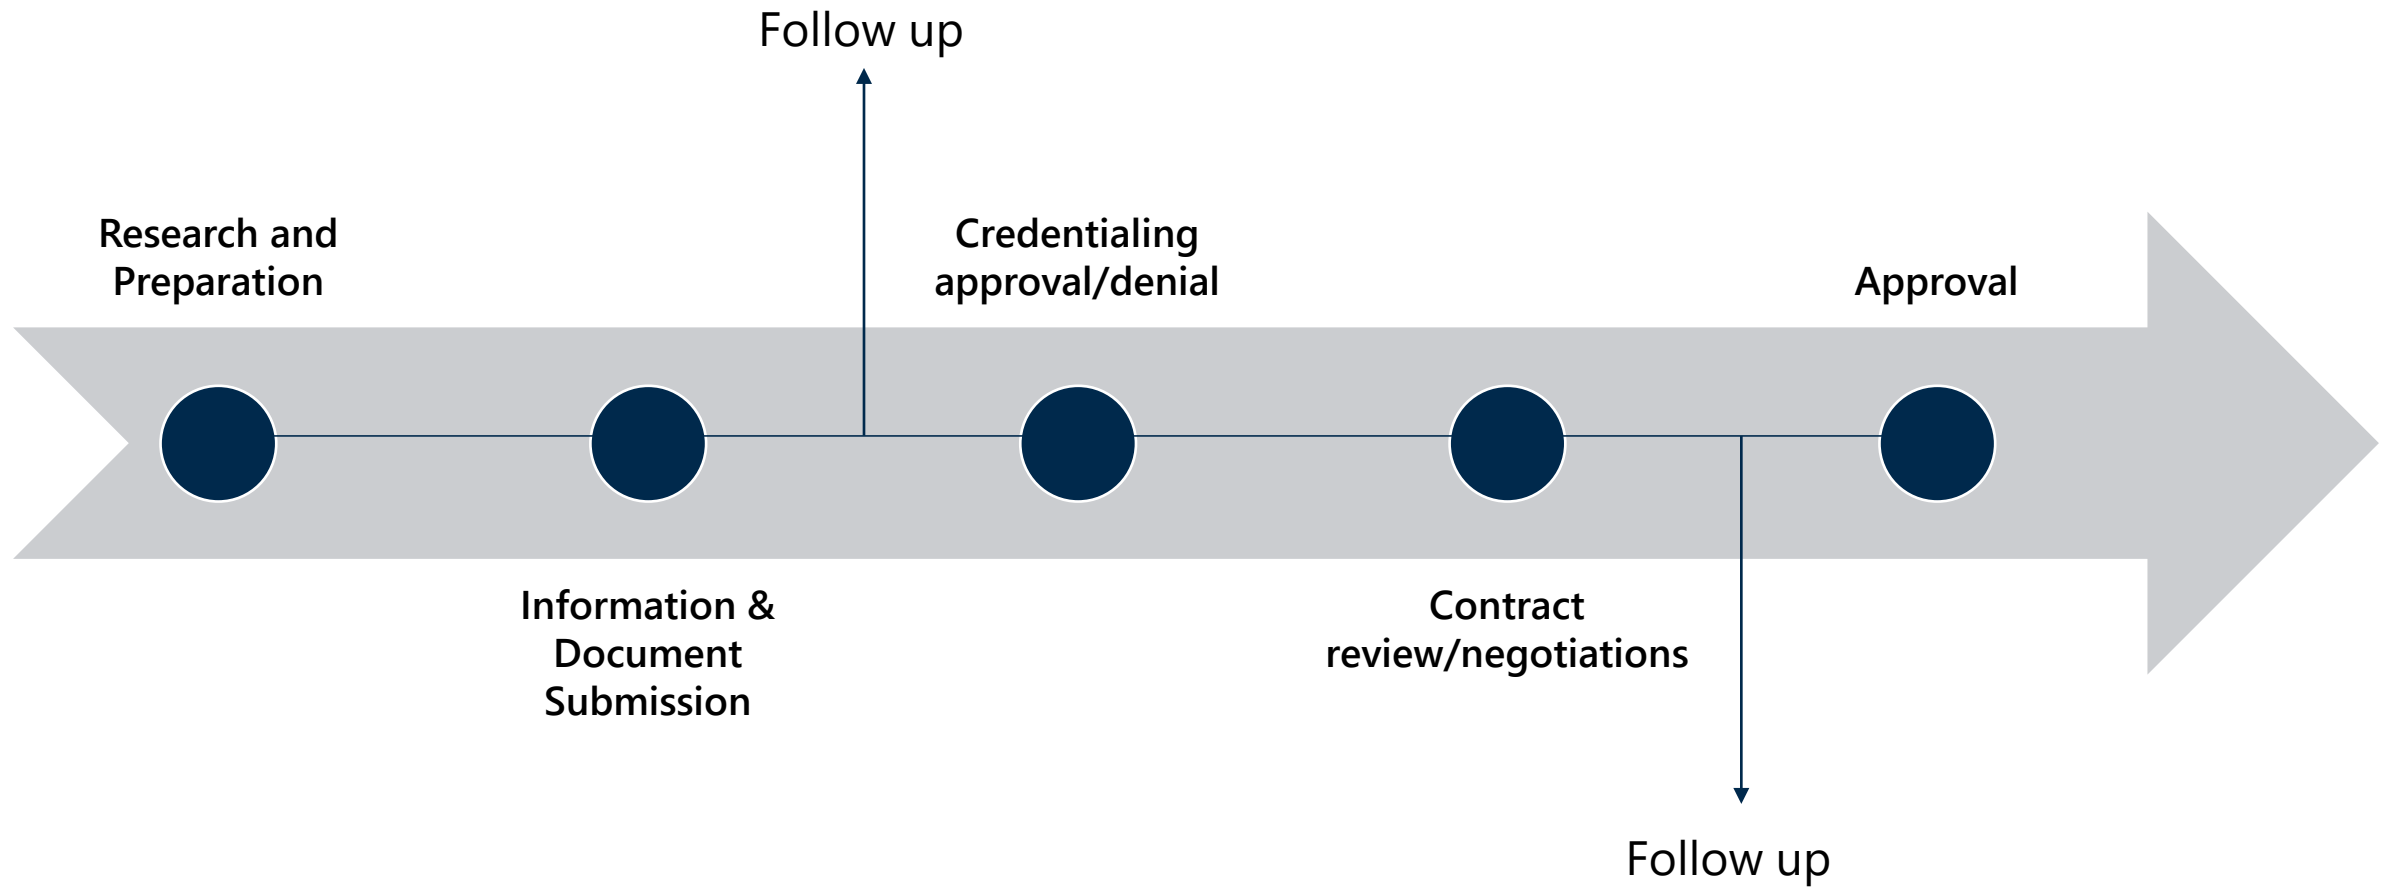 Follow up
Research and
Preparation
Credentialing
approval/denial
Approval
Information &
Document
Submission
Contract
review/negotiations
Follow up